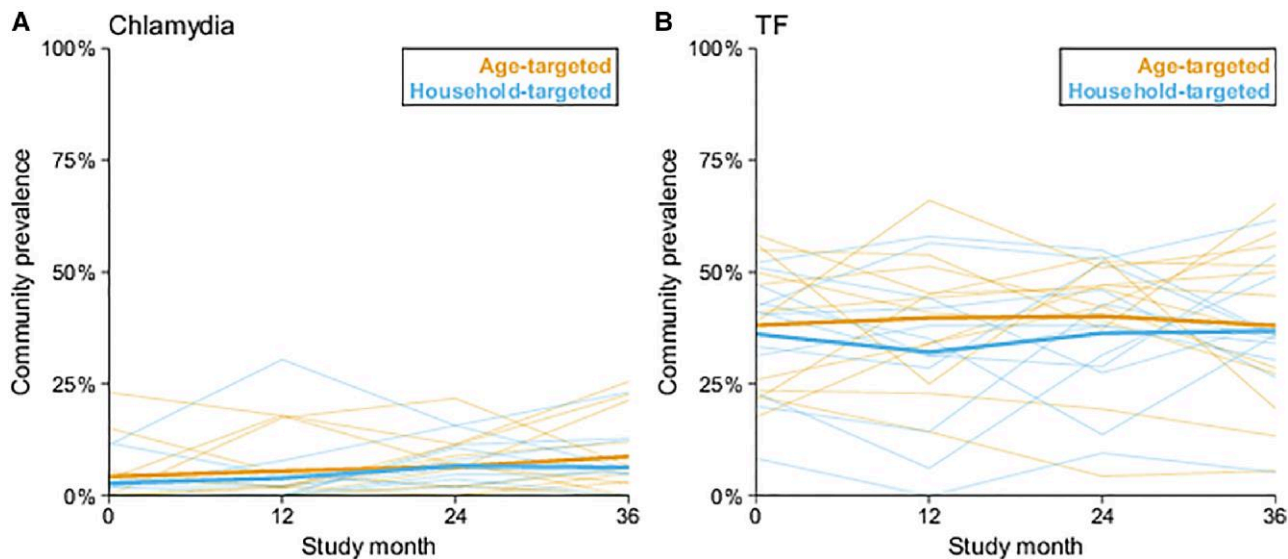 A Chlamydia
100%
75%
50%
25%
0%
Community prevalence
Age-targeted
Household-targeted
0 12 24 36
Study month
B TF
100%
75%
50%
25%
0%
Community prevalence
Age-targeted
Household-targeted
0 12 24 36
Study month